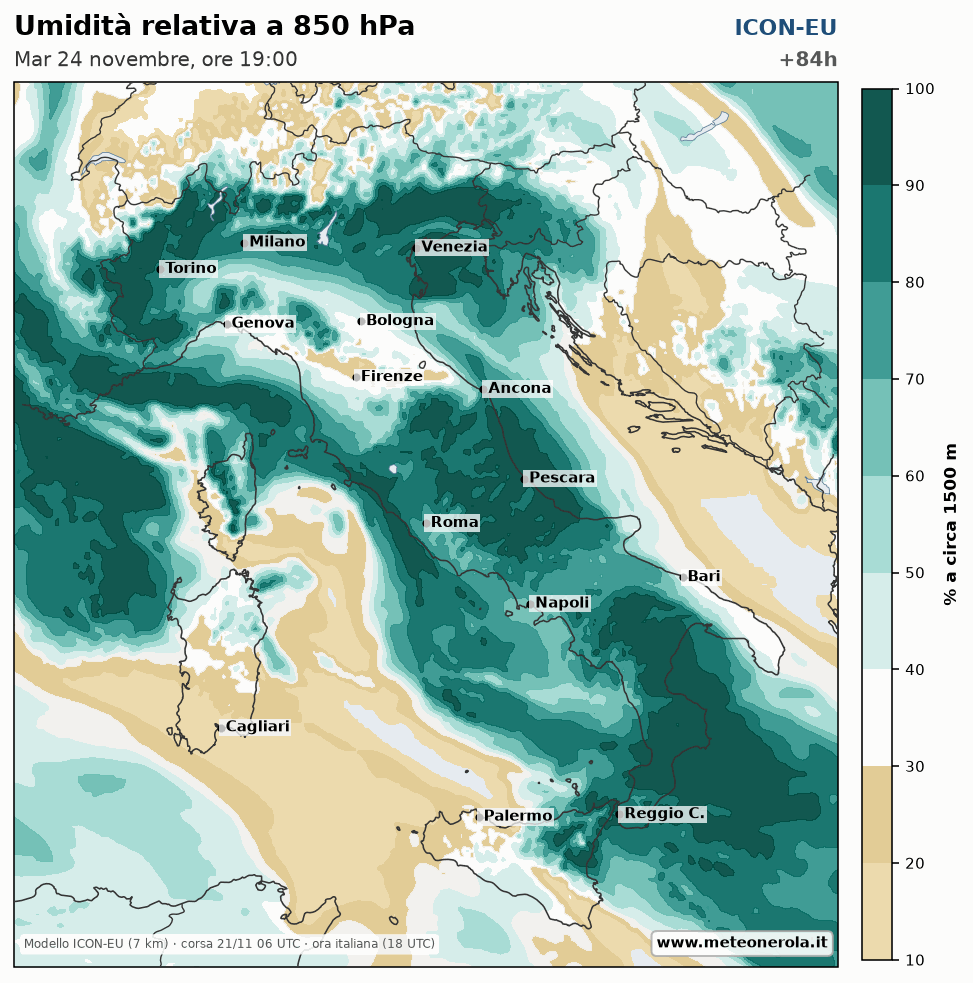 Umidità relativa a 850 hPa
ICON-EU
Mar 24 novembre, ore 19:00
+84h
Milano
Venezia
Torino
Genova
Bologna
Firenze
Ancona
Pescara
Roma
Bari
Napoli
Cagliari
Palermo
Reggio C.
100
90
80
70
60
50
40
30
20
10
% a circa 1500 m
Modello ICON-EU (7 km) · corsa 21/11 06 UTC · ora italiana (18 UTC)
www.meteonerola.it